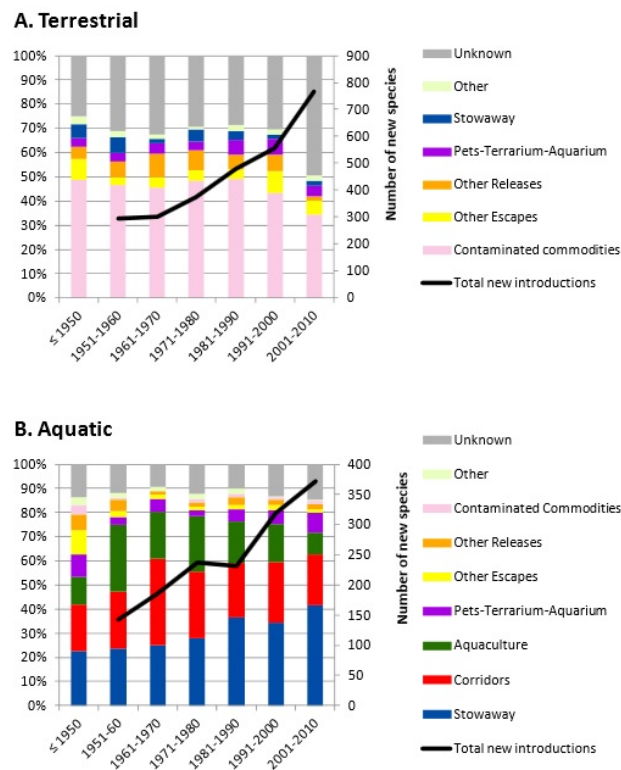 A. Terrestrial
100%
90%
80%
70%
60%
50%
40%
30%
20%
10%
0%
900
800
700
600
500
400
300
200
100
0
Number of new species
≤ 1950
1951-1960
1961-1970
1971-1980
1981-1990
1991-2000
2001-2010
Unknown
Other
Stowaway
Pets-Terrarium-Aquarium
Other Releases
Other Escapes
Contaminated commodities
Total new introductions
B. Aquatic
100%
90%
80%
70%
60%
50%
40%
30%
20%
10%
0%
400
350
300
250
200
150
100
50
0
Number of new species
≤ 1950
1951-60
1961-1970
1971-1980
1981-1990
1991-2000
2001-2010
Unknown
Other
Contaminated Commodities
Other Releases
Other Escapes
Pets-Terrarium-Aquarium
Aquaculture
Corridors
Stowaway
Total new introductions